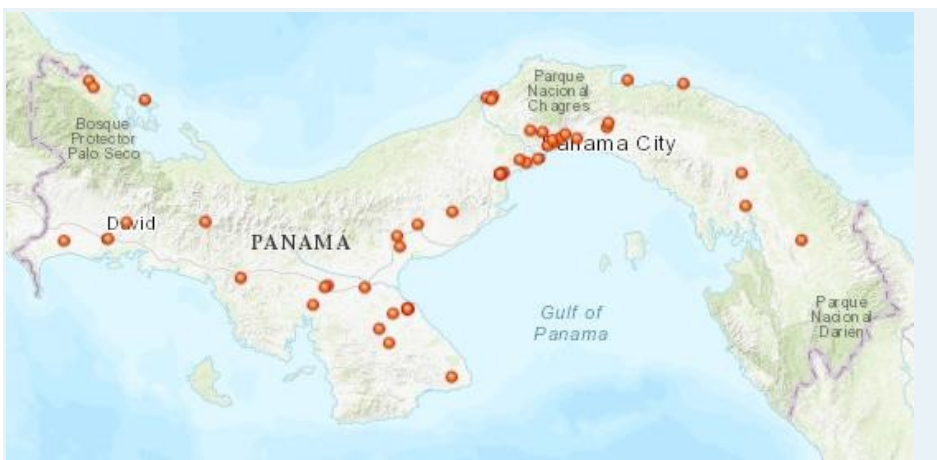 Parque
Nacional
Chagres
Bosque
Protector
Palo Seco
Panama City
David
PANAMÁ
Gulf of
Panama
Parque
Nacional
Darién